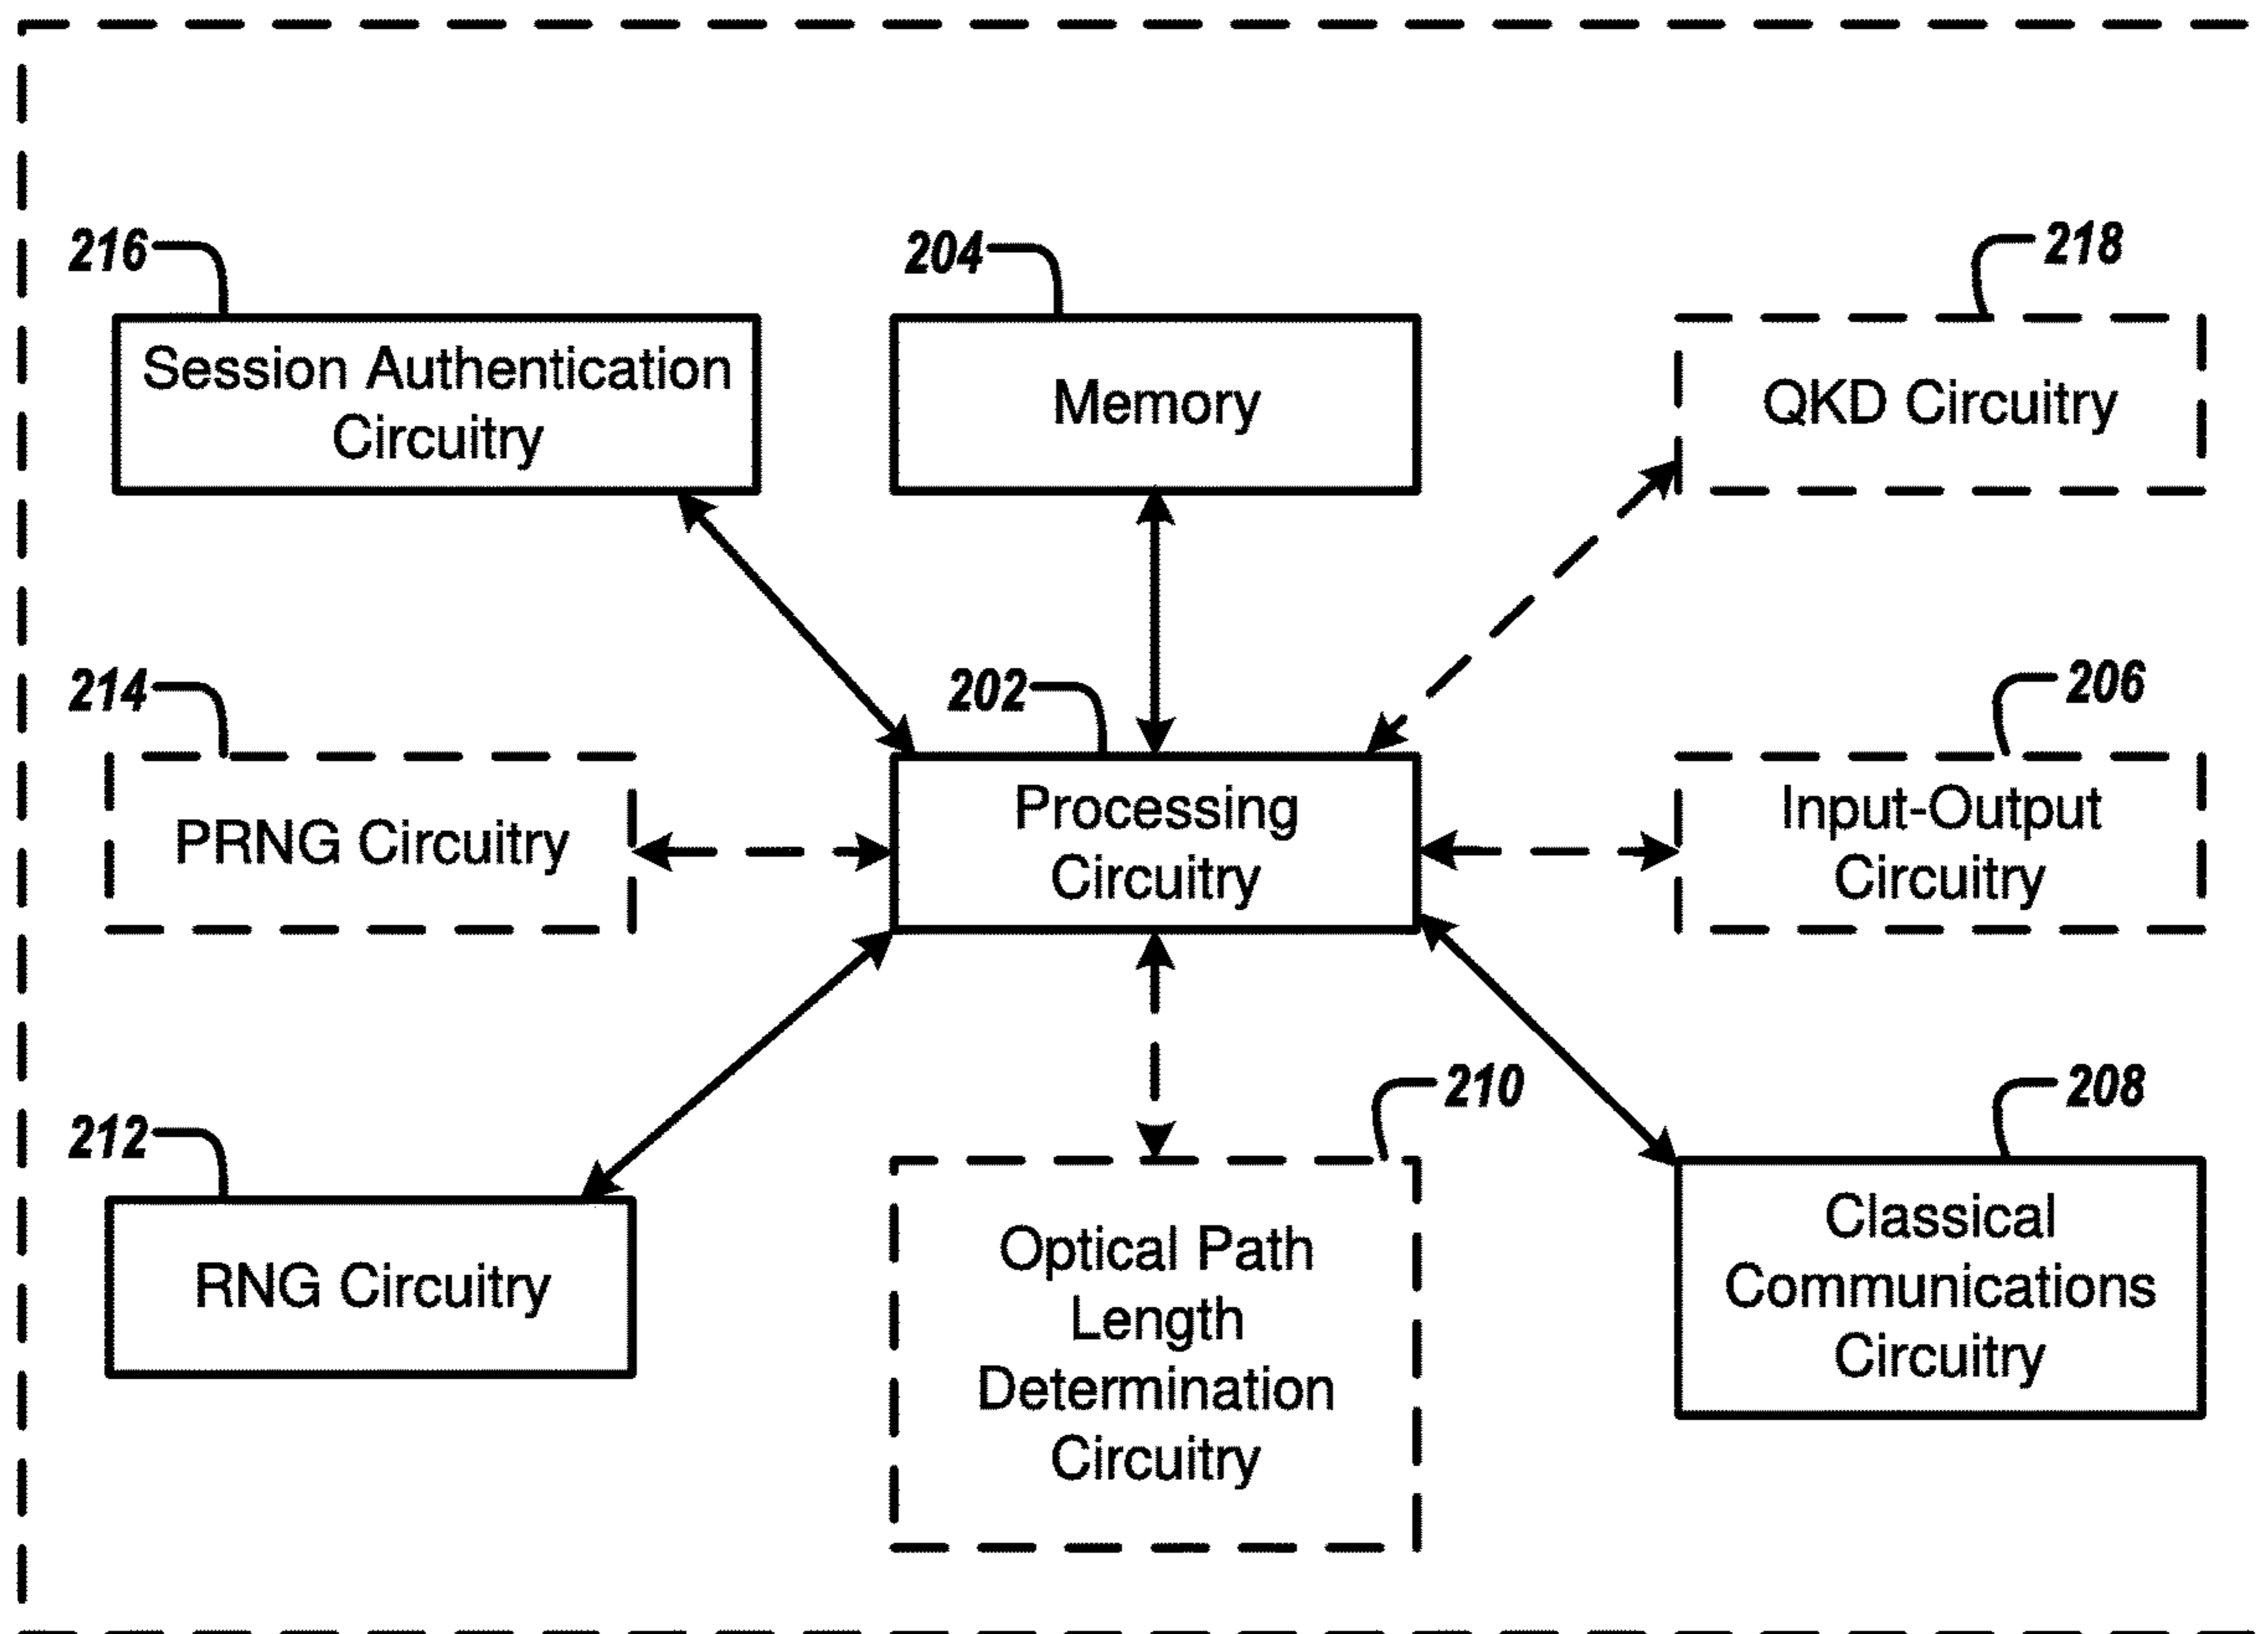 216
Session Authentication
Circuitry
204
Memory
218
QKD Circuitry
214
PRNG Circuitry
202
Processing
Circuitry
206
Input-Output
Circuitry
212
RNG Circuitry
210
Optical Path
Length
Determination
Circuitry
208
Classical
Communications
Circuitry